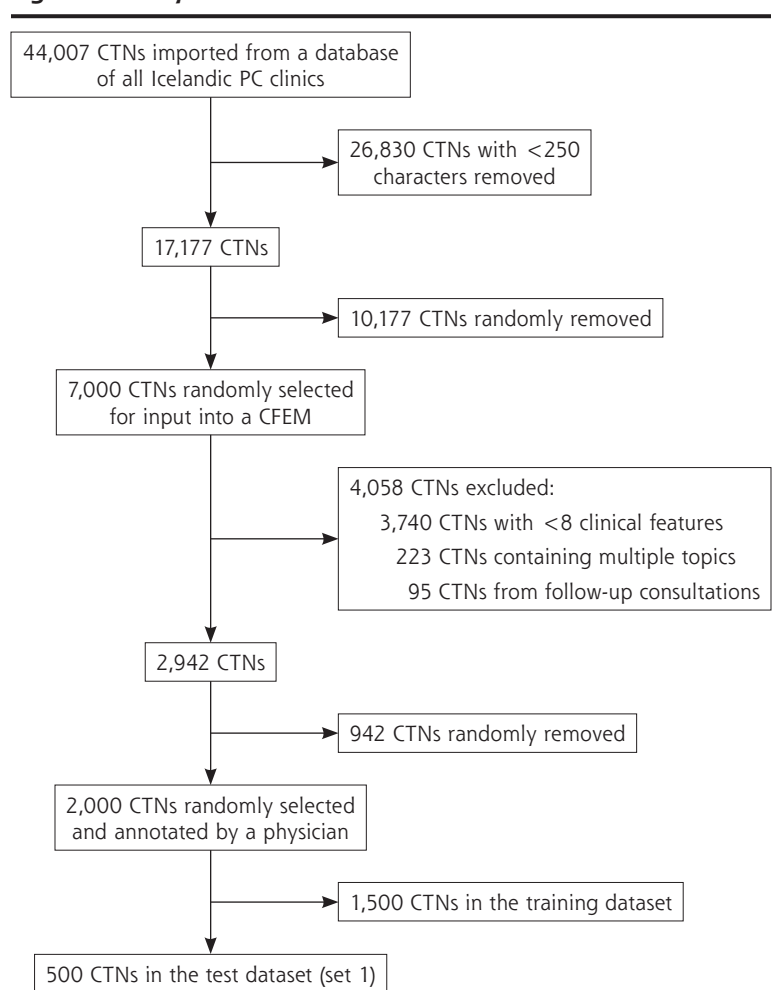 44,007 CTNs imported from a database
of all Icelandic PC clinics
26,830 CTNs with <250
characters removed
17,177 CTNs
10,177 CTNs randomly removed
7,000 CTNs randomly selected
for input into a CFEM
4,058 CTNs excluded:
3,740 CTNs with <8 clinical features
223 CTNs containing multiple topics
95 CTNs from follow-up consultations
2,942 CTNs
942 CTNs randomly removed
2,000 CTNs randomly selected
and annotated by a physician
1,500 CTNs in the training dataset
500 CTNs in the test dataset (set 1)